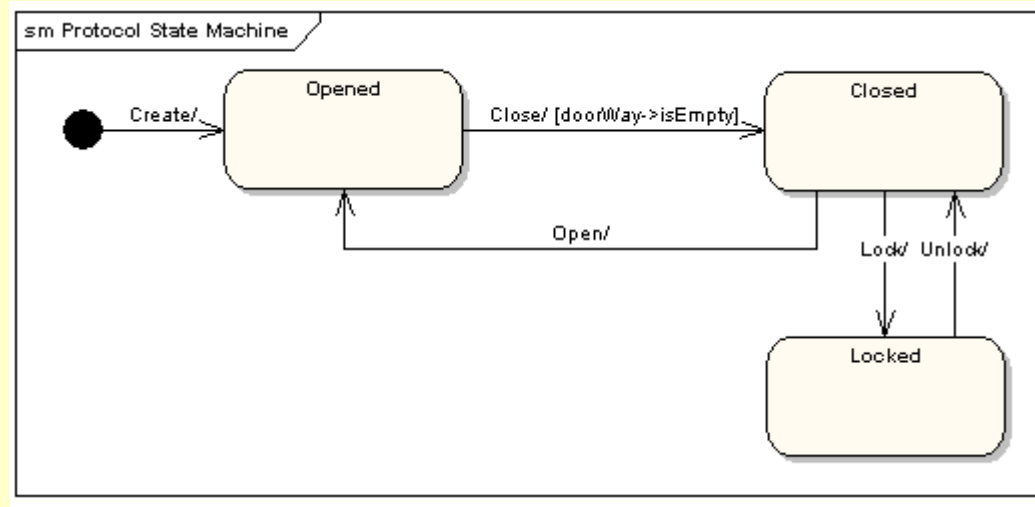 sm Protocol State Machine
Opened
Closed
Create/
Close/ [doorWay->isEmpty]
Open/
Lock/
Unlock/
Locked